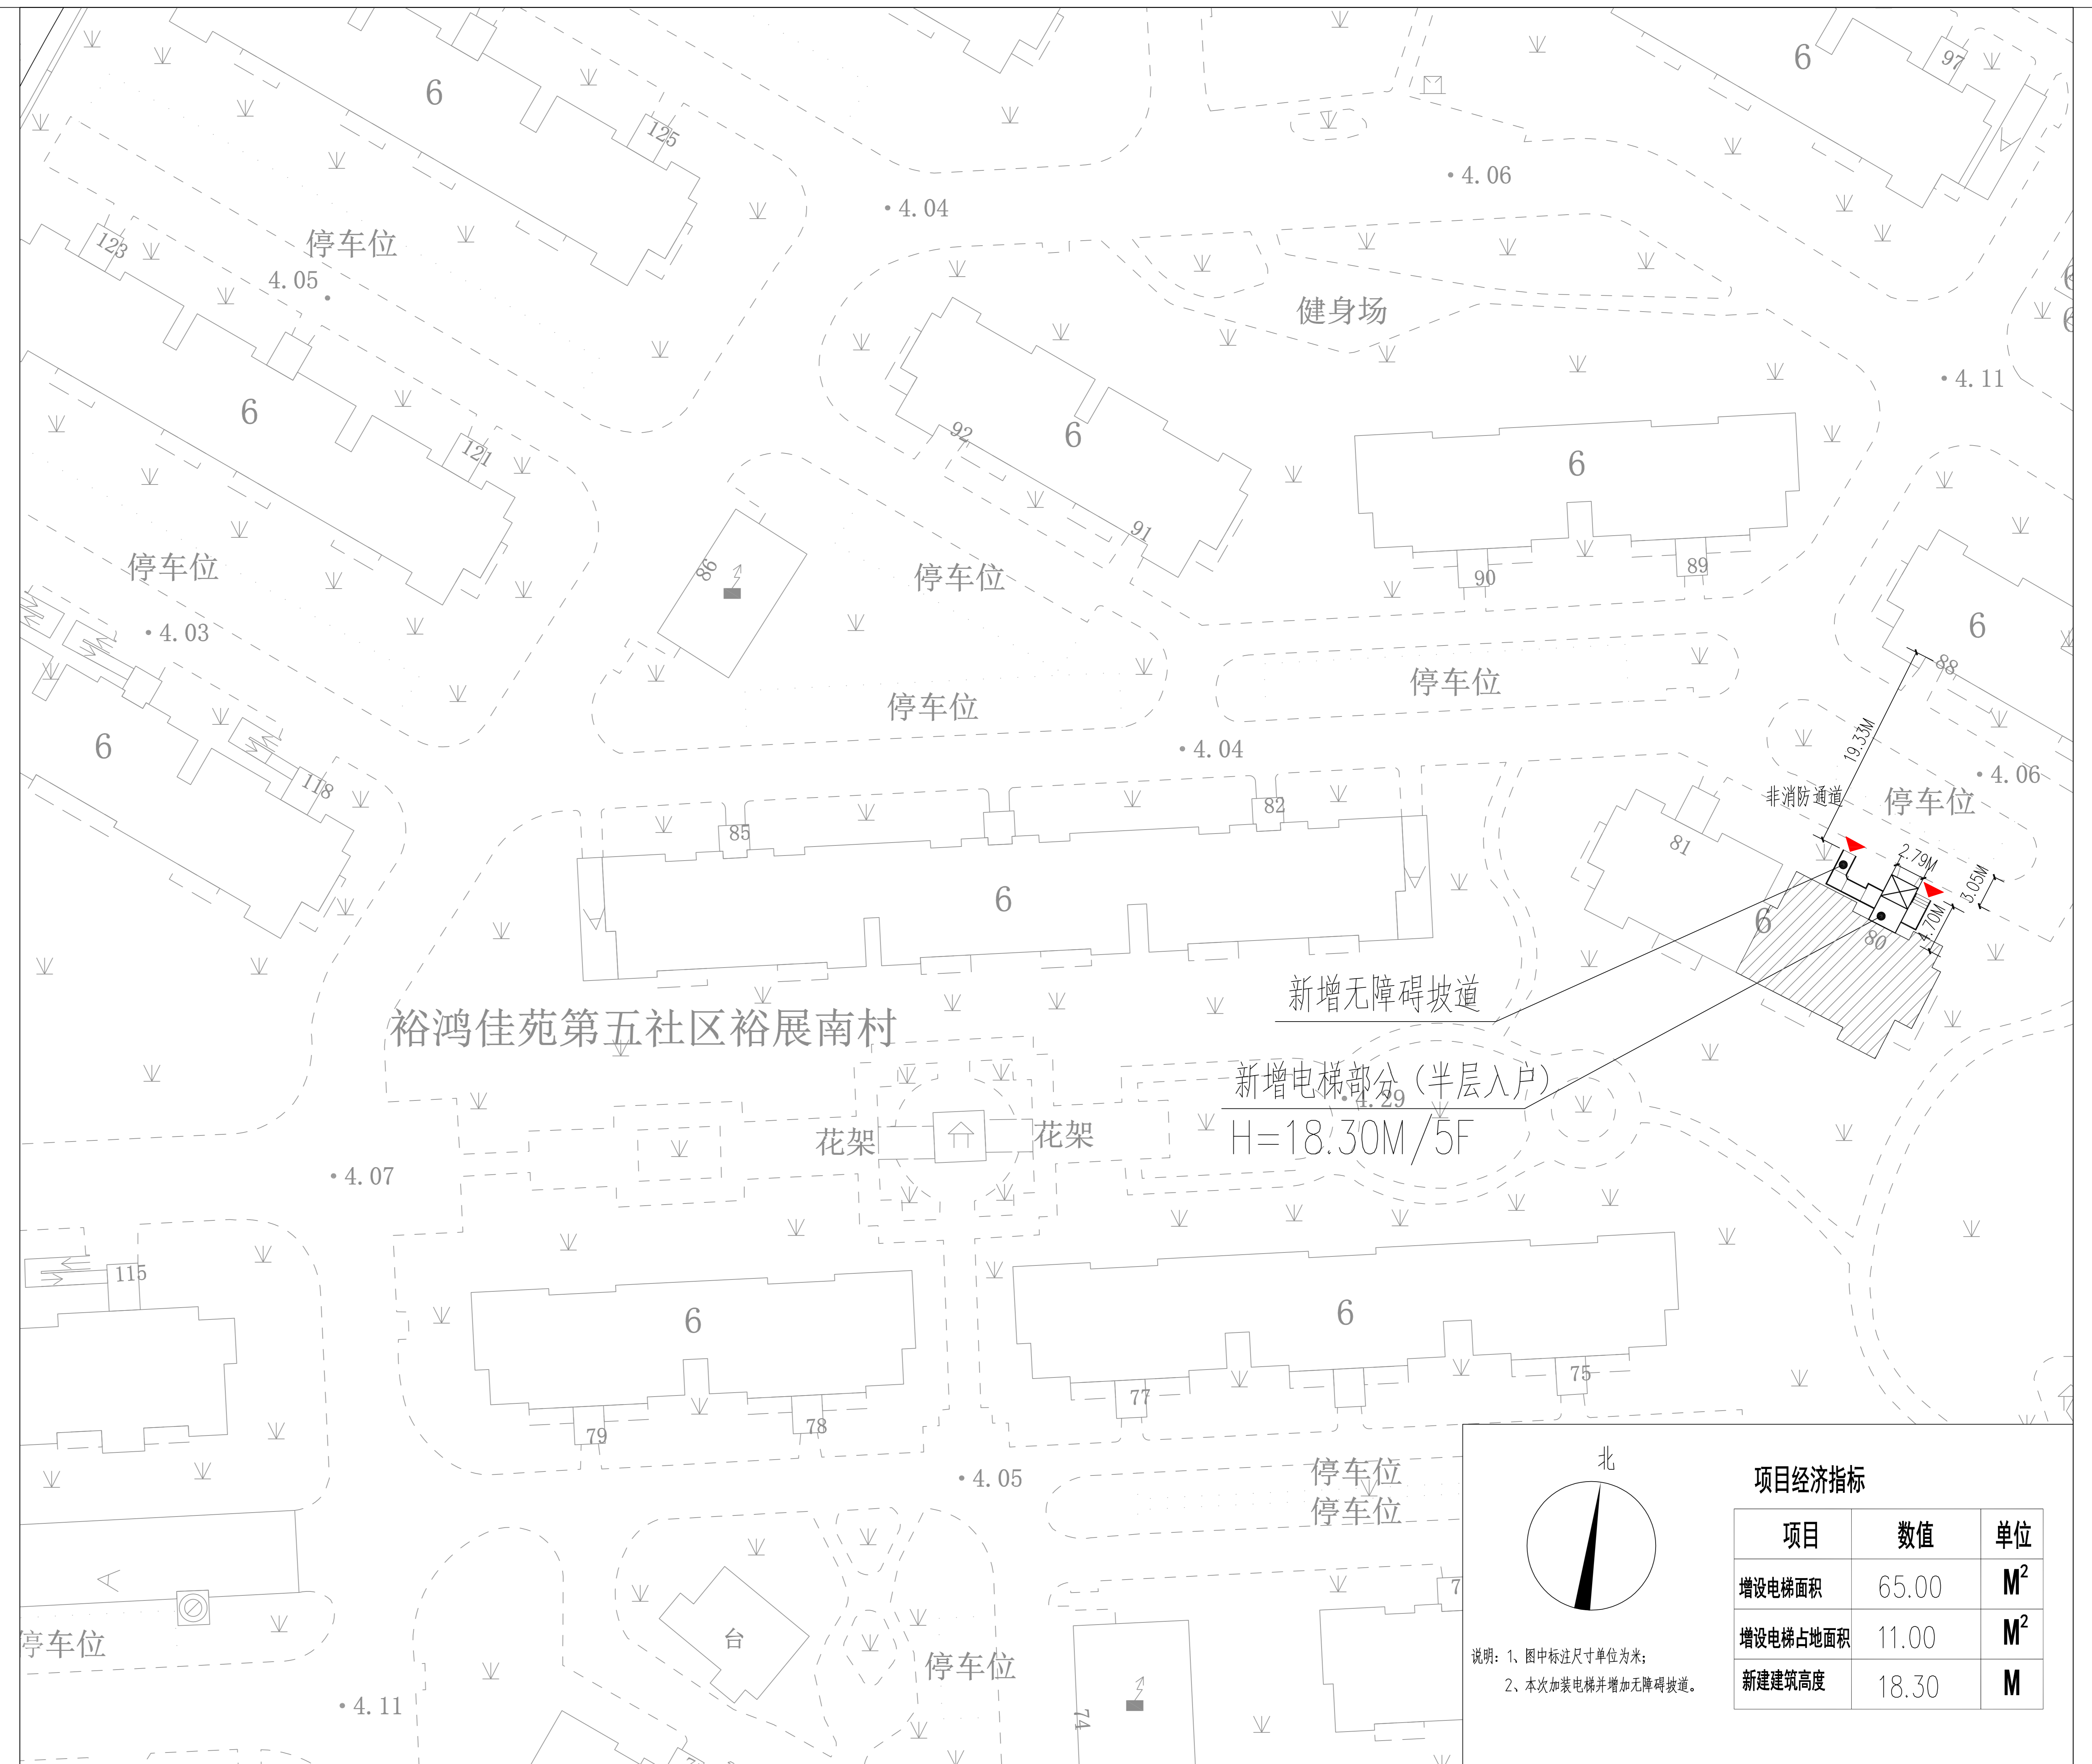 6
97
125
4.06
4.04
123
停车位
4.05
健身场
6
6
6
4.11
6
92
6
6
121
91
停车位
86
停车位
90
89
4.03
6
88
停车位
停车位
19.33M
4.04
6
4.06
118
非消防通道
停车位
85
82
81
2.79M
3.05M
6
6
4.70M
80
新增无障碍坡道
裕鸿佳苑第五社区裕展南村
新增电梯部分（半层入户）
4.29
花架
花架
H=18.30M/5F
4.07
115
6
6
77
75
79
78
4.05
停车位
停车位
台
停车位
停车位
4.11
74
7
北
项目经济指标
项目 数值 单位
增设电梯面积 65.00 M²
增设电梯占地面积 11.00 M²
新建建筑高度 18.30 M
说明：1、图中标注尺寸单位为米；
2、本次加装电梯并增加无障碍坡道。